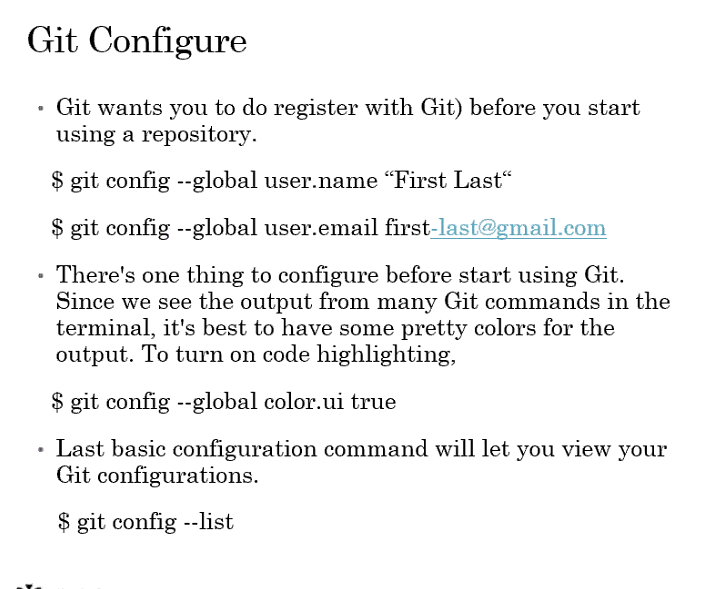 Git Configure
• Git wants you to do register with Git) before you start
using a repository.
$ git config --global user.name “First Last“
$ git config --global user.email first-last@gmail.com
• There's one thing to configure before start using Git.
Since we see the output from many Git commands in the
terminal, it's best to have some pretty colors for the
output. To turn on code highlighting,
$ git config --global color.ui true
• Last basic configuration command will let you view your
Git configurations.
$ git config --list